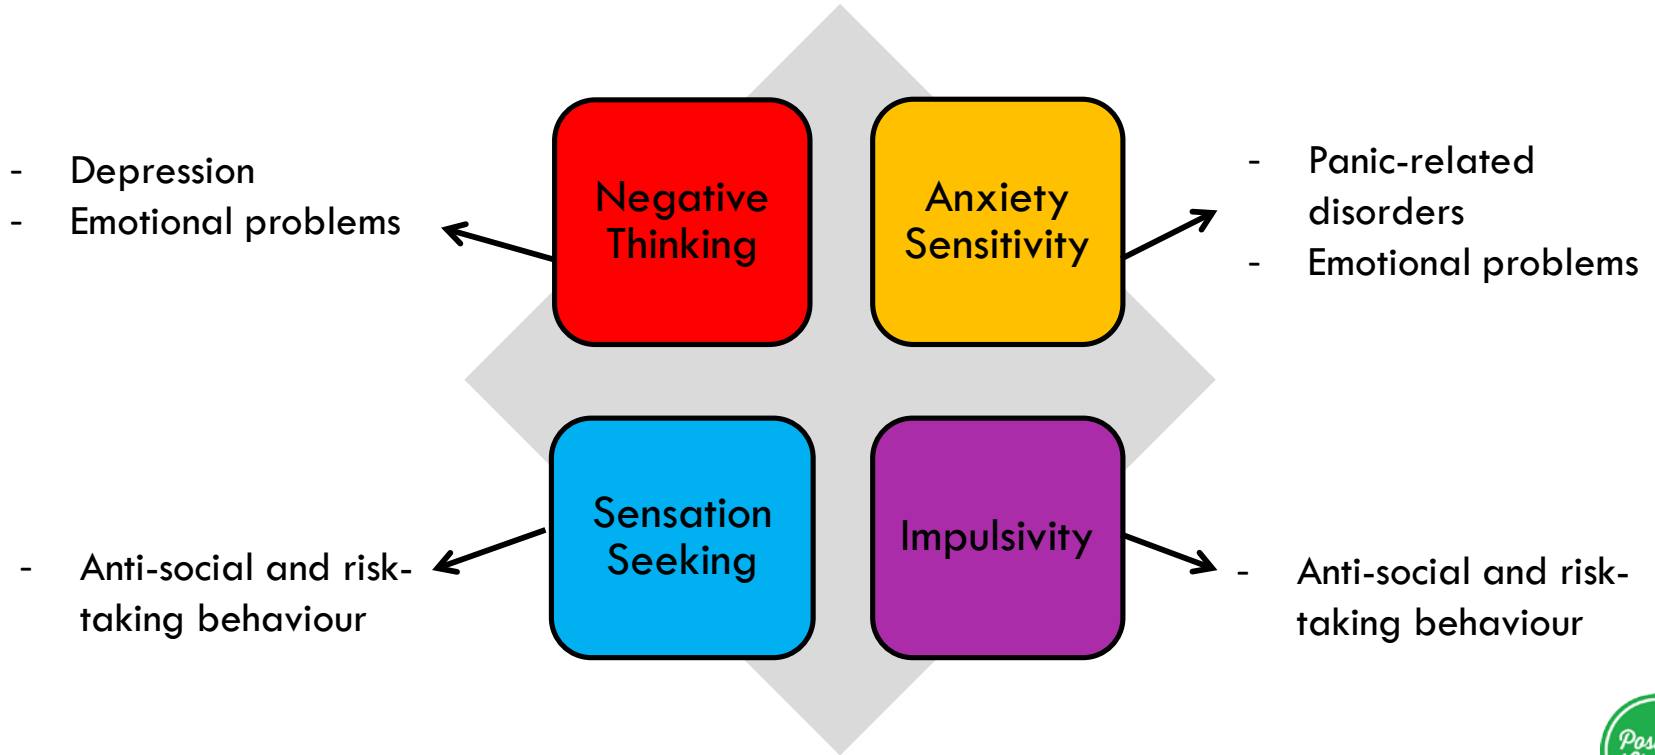 - Depression
- Emotional problems
Negative
Thinking
Anxiety
Sensitivity
- Panic-related
disorders
- Emotional problems
Sensation
Seeking
- Anti-social and risk-
taking behaviour
Impulsivity
- Anti-social and risk-
taking behaviour